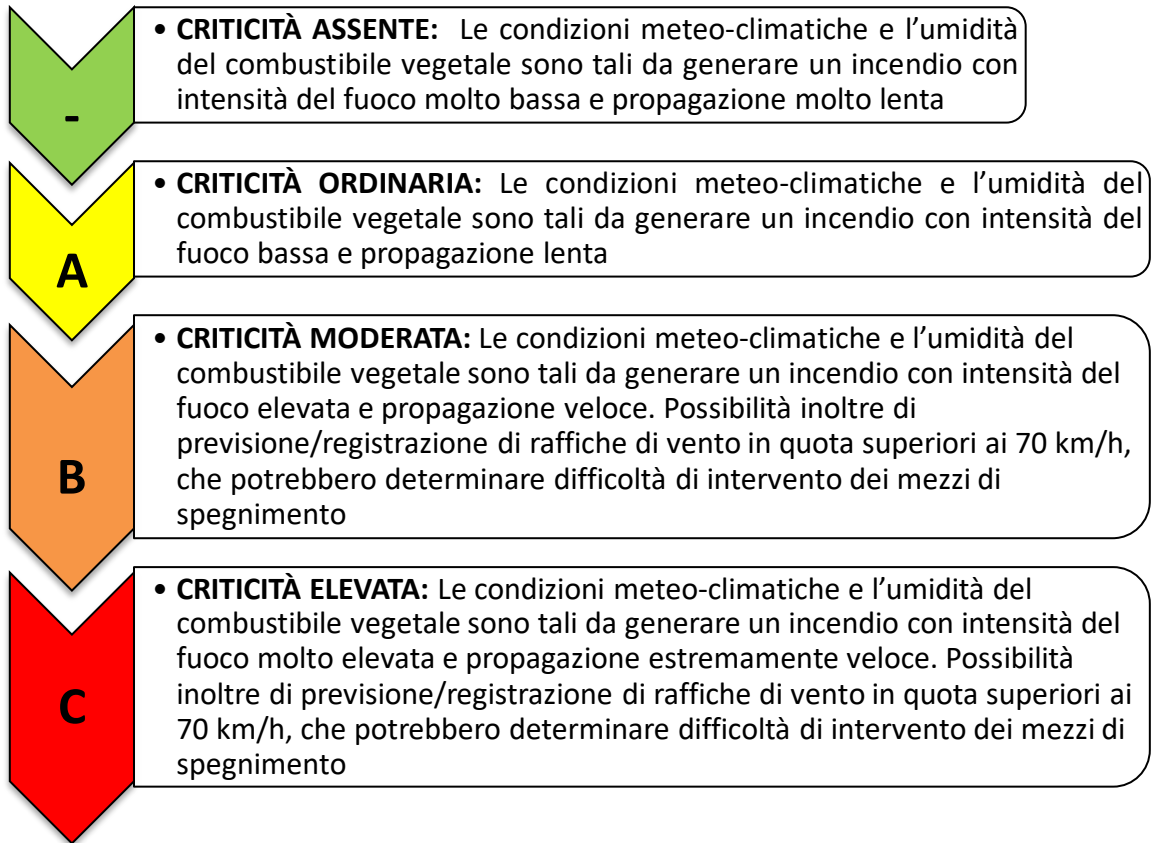 -
• CRITICITÀ ASSENTE: Le condizioni meteo-climatiche e l’umidità
del combustibile vegetale sono tali da generare un incendio con
intensità del fuoco molto bassa e propagazione molto lenta
A
• CRITICITÀ ORDINARIA: Le condizioni meteo-climatiche e l’umidità del
combustibile vegetale sono tali da generare un incendio con intensità del
fuoco bassa e propagazione lenta
B
• CRITICITÀ MODERATA: Le condizioni meteo-climatiche e l’umidità del
combustibile vegetale sono tali da generare un incendio con intensità del
fuoco elevata e propagazione veloce. Possibilità inoltre di
previsione/registrazione di raffiche di vento in quota superiori ai 70 km/h,
che potrebbero determinare difficoltà di intervento dei mezzi di
spegnimento
C
• CRITICITÀ ELEVATA: Le condizioni meteo-climatiche e l’umidità del
combustibile vegetale sono tali da generare un incendio con intensità del
fuoco molto elevata e propagazione estremamente veloce. Possibilità
inoltre di previsione/registrazione di raffiche di vento in quota superiori ai
70 km/h, che potrebbero determinare difficoltà di intervento dei mezzi di
spegnimento